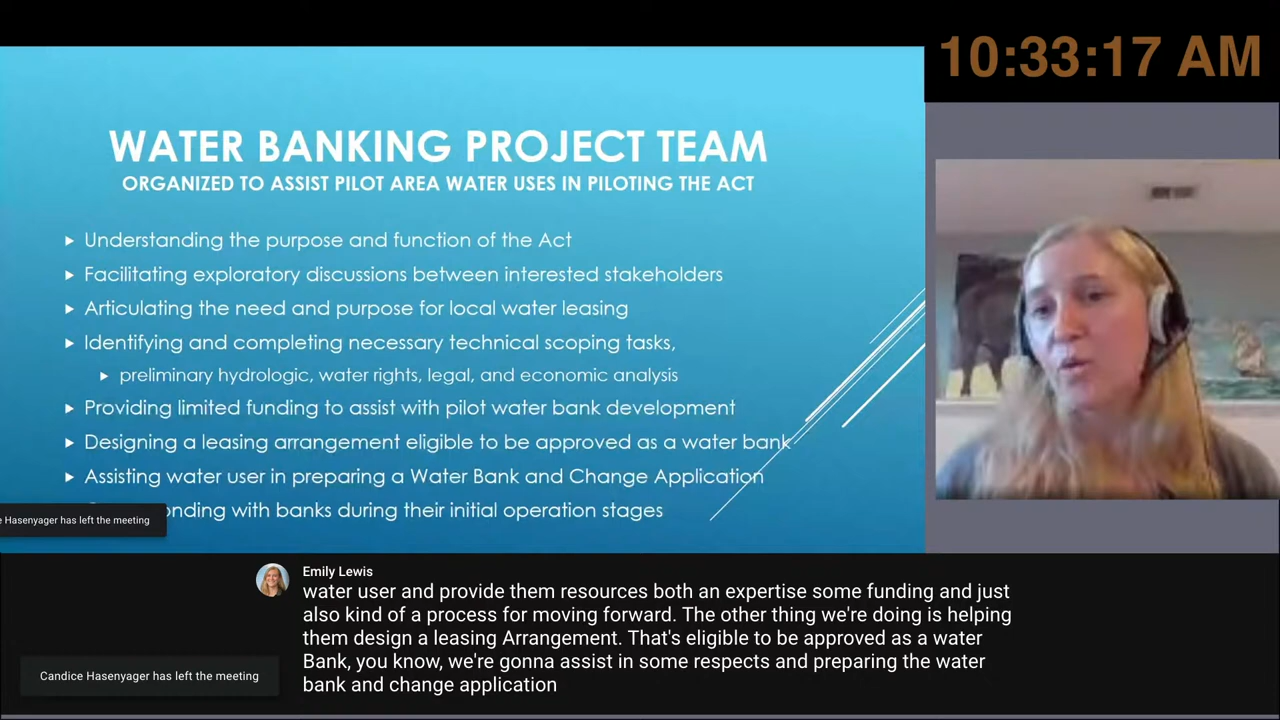 10:33:17 AM
WATER BANKING PROJECT TEAM
ORGANIZED TO ASSIST PILOT AREA WATER USES IN PILOTING THE ACT
Understanding the purpose and function of the Act
Facilitating exploratory discussions between interested stakeholders
Articulating the need and purpose for local water leasing
Identifying and completing necessary technical scoping tasks,
preliminary hydrologic, water rights, legal, and economic analysis
Providing limited funding to assist with pilot water bank development
Designing a leasing arrangement eligible to be approved as a water bank
Assisting water user in preparing a Water Bank and Change Application
onding with banks during their initial operation stages
e Hasenyager has left the meeting
Emily Lewis
water user and provide them resources both an expertise some funding and just
also kind of a process for moving forward. The other thing we're doing is helping
them design a leasing Arrangement. That's eligible to be approved as a water
Bank, you know, we're gonna assist in some respects and preparing the water
bank and change application
Candice Hasenyager has left the meeting